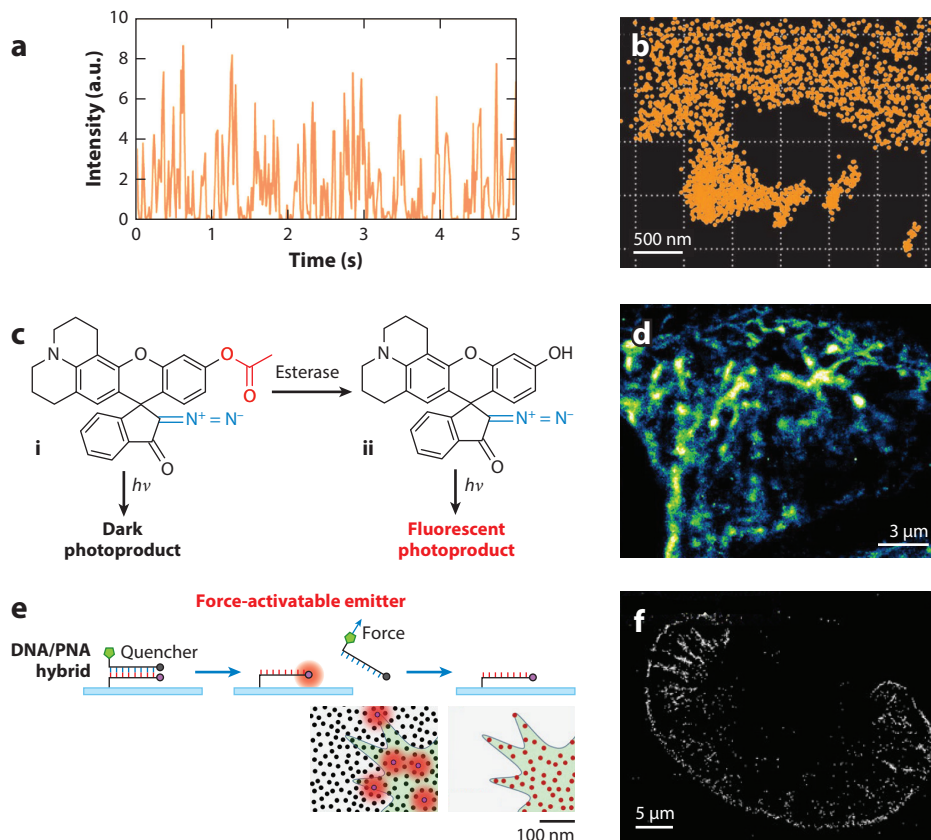 a
Intensity (a.u.)
10
8
6
4
2
0
0 1 2 3 4 5
Time (s)
b
500 nm
c
N
O
O
O
Esterase
N
O
OH
N⁺ = N⁻
N⁺ = N⁻
i
O
ii
O
hν
hν
Dark
photoproduct
Fluorescent
photoproduct
d
3 µm
e
Force-activatable emitter
DNA/PNA
hybrid
Quencher
Force
100 nm
f
5 µm